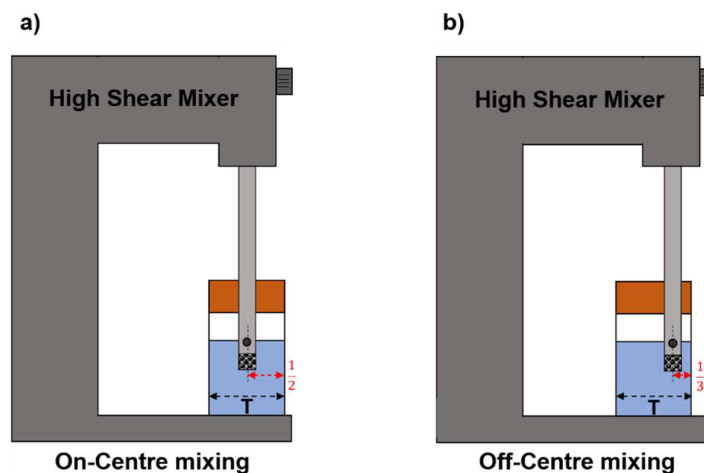 a)
b)
High Shear Mixer
High Shear Mixer
1/2
1/3
T
T
On-Centre mixing
Off-Centre mixing